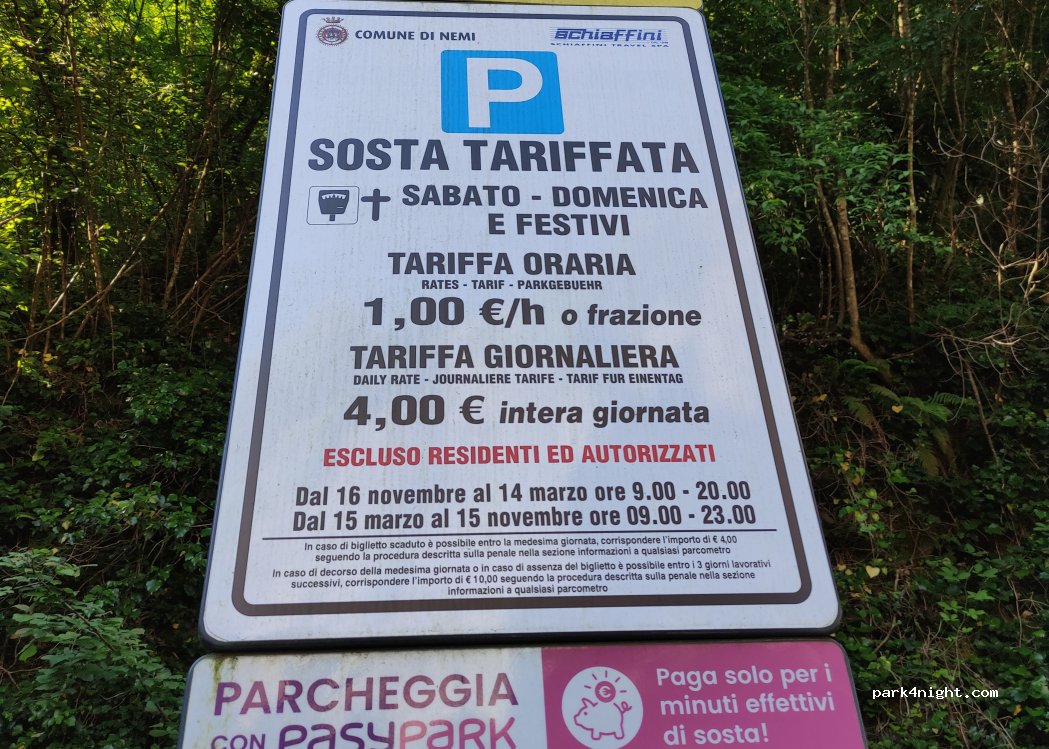 COMUNE DI NEMI
schiaffini
SCHIAFFINI TRAVEL SPA
P
SOSTA TARIFFATA
SABATO - DOMENICA
E FESTIVI
TARIFFA ORARIA
RATES - TARIF - PARKGEBUEHR
1,00 €/h o frazione
TARIFFA GIORNALIERA
DAILY RATE - JOURNALIERE TARIFE - TARIF FUR EINENTAG
4,00 € intera giornata
ESCLUSO RESIDENTI ED AUTORIZZATI
Dal 16 novembre al 14 marzo ore 9.00 - 20.00
Dal 15 marzo al 15 novembre ore 09.00 - 23.00
In caso di biglietto scaduto è possibile entro la medesima giornata, corrispondere l'importo di € 4,00
seguendo la procedura descritta sulla penale nella sezione informazioni a qualsiasi parcometro
In caso di decorso della medesima giornata o in caso di assenza del biglietto è possibile entro i 3 giorni lavorativi
successivi, corrispondere l'importo di € 10,00 seguendo la procedura descritta sulla penale nella sezione
informazioni a qualsiasi parcometro
PARCHEGGIA
CON easyPARK
Paga solo per i
minuti effettivi
di sosta!
park4night.com